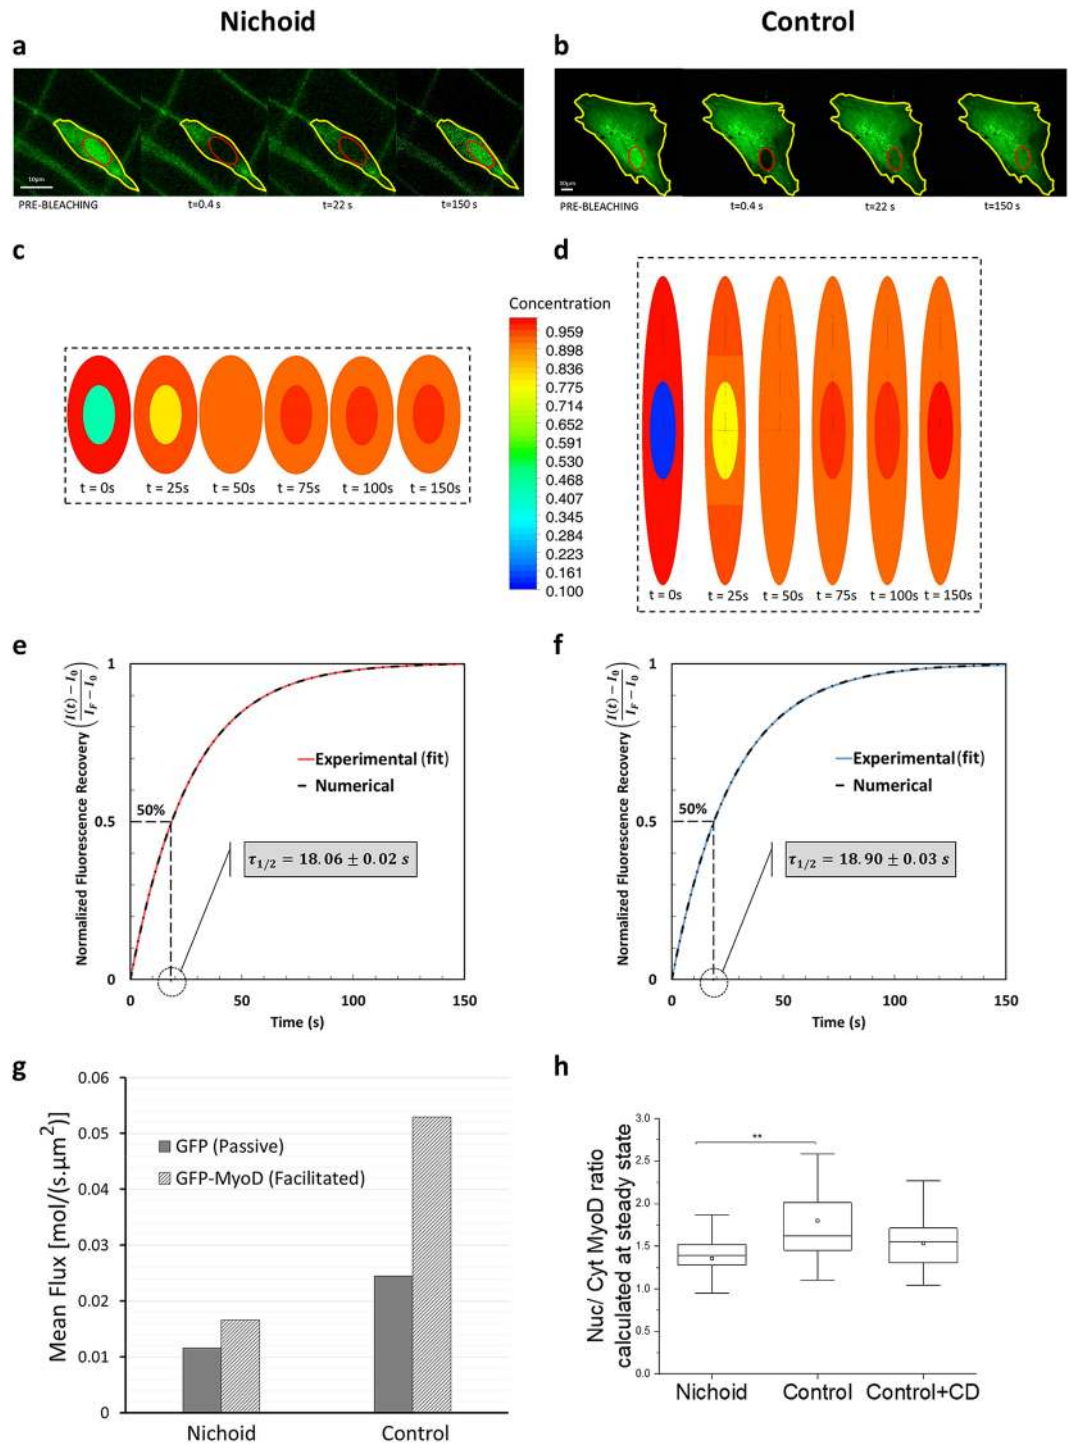 Nichoid
Control
a
b
10μm
PRE-BLEACHING
t=0.4 s
t=22 s
t=150 s
10μm
PRE-BLEACHING
t=0.4 s
t=22 s
t=150 s
c
d
Concentration
0.959
0.898
0.836
0.775
0.714
0.652
0.591
0.530
0.468
0.407
0.345
0.284
0.223
0.161
0.100
t = 0s
t = 25s
t = 50s
t = 75s
t = 100s
t = 150s
t = 0s
t = 25s
t = 50s
t = 75s
t = 100s
t = 150s
e
Normalized Fluorescence Recovery (I(t) − I0 / IF − I0)
1
0.5
0
50%
Experimental (fit)
Numerical
τ1/2 = 18.06 ± 0.02 s
0
50
100
150
Time (s)
f
Normalized Fluorescence Recovery (I(t) − I0 / IF − I0)
1
0.5
0
50%
Experimental (fit)
Numerical
τ1/2 = 18.90 ± 0.03 s
0
50
100
150
Time (s)
g
Mean Flux [mol/(s.μm²)]
0.06
0.05
0.04
0.03
0.02
0.01
0
GFP (Passive)
GFP-MyoD (Facilitated)
Nichoid
Control
h
Nuc/ Cyt MyoD ratio
calculated at steady state
3.0
2.5
2.0
1.5
1.0
0.5
0.0
**
Nichoid
Control
Control+CD